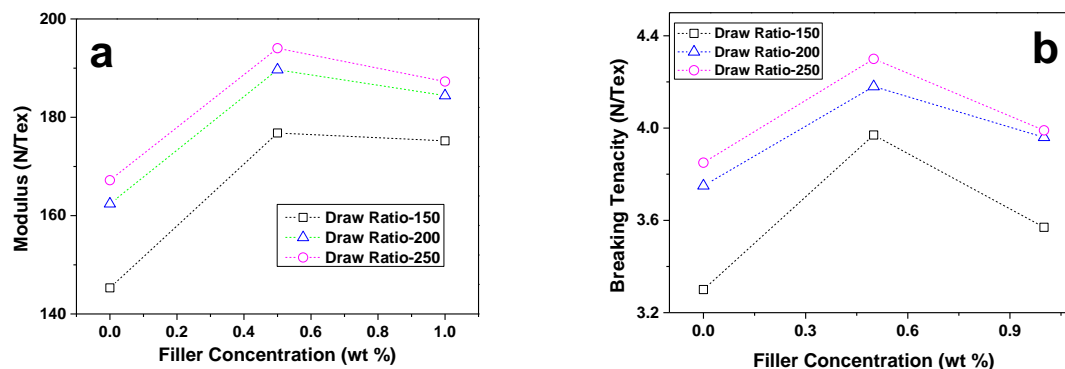 a
200
180
160
140
Modulus (N/Tex)
Draw Ratio-150
Draw Ratio-200
Draw Ratio-250
0.0 0.2 0.4 0.6 0.8 1.0
Filler Concentration (wt %)
b
4.4
4.0
3.6
3.2
Breaking Tenacity (N/Tex)
Draw Ratio-150
Draw Ratio-200
Draw Ratio-250
0.0 0.3 0.6 0.9
Filler Concentration (wt %)